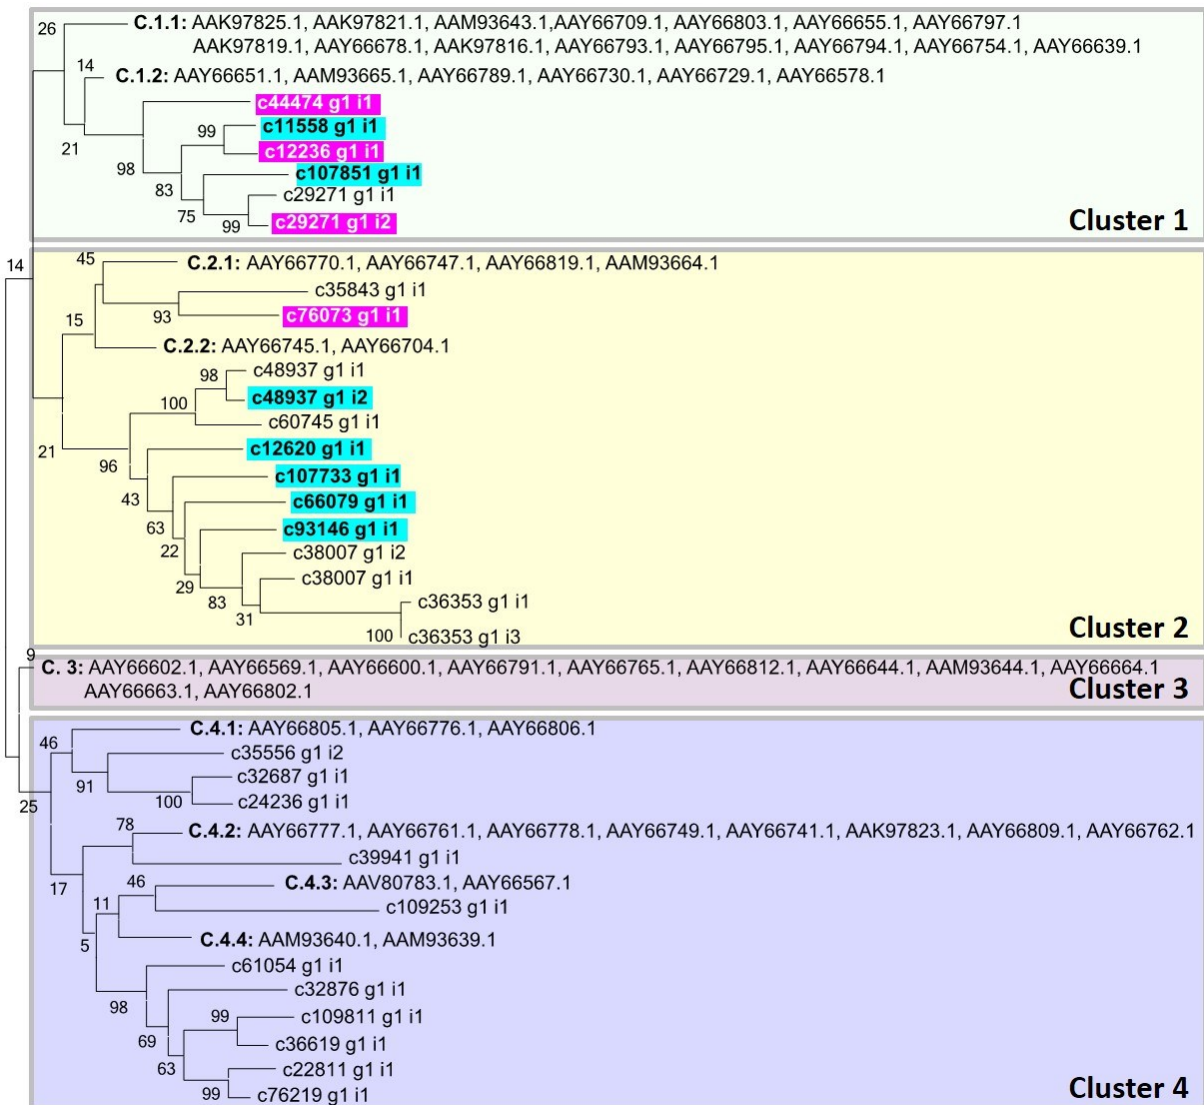 26
C.1.1: AAK97825.1, AAK97821.1, AAM93643.1,AAY66709.1, AAY66803.1, AAY66655.1, AAY66797.1
AAK97819.1, AAY66678.1, AAK97816.1, AAY66793.1, AAY66795.1, AAY66794.1, AAY66754.1, AAY66639.1
14
C.1.2: AAY66651.1, AAM93665.1, AAY66789.1, AAY66730.1, AAY66729.1, AAY66578.1
c44474 g1 i1
99
c11558 g1 i1
21
c12236 g1 i1
98
c107851 g1 i1
83
c29271 g1 i1
75
99
c29271 g1 i2
Cluster 1
14
45
C.2.1: AAY66770.1, AAY66747.1, AAY66819.1, AAM93664.1
c35843 g1 i1
93
c76073 g1 i1
15
C.2.2: AAY66745.1, AAY66704.1
98
c48937 g1 i1
c48937 g1 i2
100
c60745 g1 i1
21
c12620 g1 i1
96
c107733 g1 i1
43
c66079 g1 i1
63
c93146 g1 i1
22
c38007 g1 i2
29
c38007 g1 i1
83
c36353 g1 i1
31
100
c36353 g1 i3
Cluster 2
9
C. 3: AAY66602.1, AAY66569.1, AAY66600.1, AAY66791.1, AAY66765.1, AAY66812.1, AAY66644.1, AAM93644.1, AAY66664.1
AAY66663.1, AAY66802.1
Cluster 3
C.4.1: AAY66805.1, AAY66776.1, AAY66806.1
46
c35556 g1 i2
91
c32687 g1 i1
100
c24236 g1 i1
25
78
C.4.2: AAY66777.1, AAY66761.1, AAY66778.1, AAY66749.1, AAY66741.1, AAK97823.1, AAY66809.1, AAY66762.1
c39941 g1 i1
17
46
C.4.3: AAV80783.1, AAY66567.1
11
c109253 g1 i1
5
C.4.4: AAM93640.1, AAM93639.1
c61054 g1 i1
98
c32876 g1 i1
99
c109811 g1 i1
69
c36619 g1 i1
63
c22811 g1 i1
99
c76219 g1 i1
Cluster 4